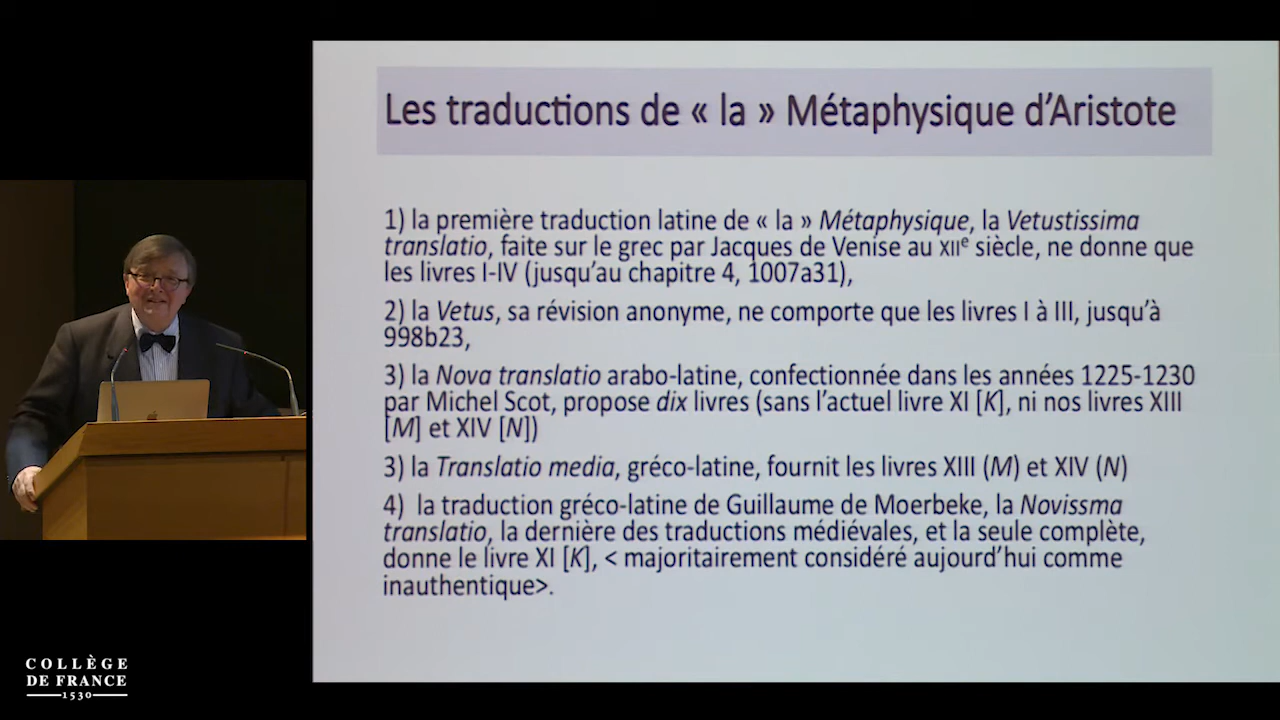 Les traductions de « la » Métaphysique d'Aristote
1) la première traduction latine de « la » Métaphysique, la Vetustissima
translatio, faite sur le grec par Jacques de Venise au XIIe siècle, ne donne que
les livres I-IV (jusqu'au chapitre 4, 1007a31),
2) la Vetus, sa révision anonyme, ne comporte que les livres I à III, jusqu'à
998b23,
3) la Nova translatio arabo-latine, confectionnée dans les années 1225-1230
par Michel Scot, propose dix livres (sans l'actuel livre XI [K], ni nos livres XIII
[M] et XIV [N])
3) la Translatio media, gréco-latine, fournit les livres XIII (M) et XIV (N)
4) la traduction gréco-latine de Guillaume de Moerbeke, la Novissma
translatio, la dernière des traductions médiévales, et la seule complète,
donne le livre XI [K], < majoritairement considéré aujourd'hui comme
inauthentique>.
COLLÈGE
DE FRANCE
1530